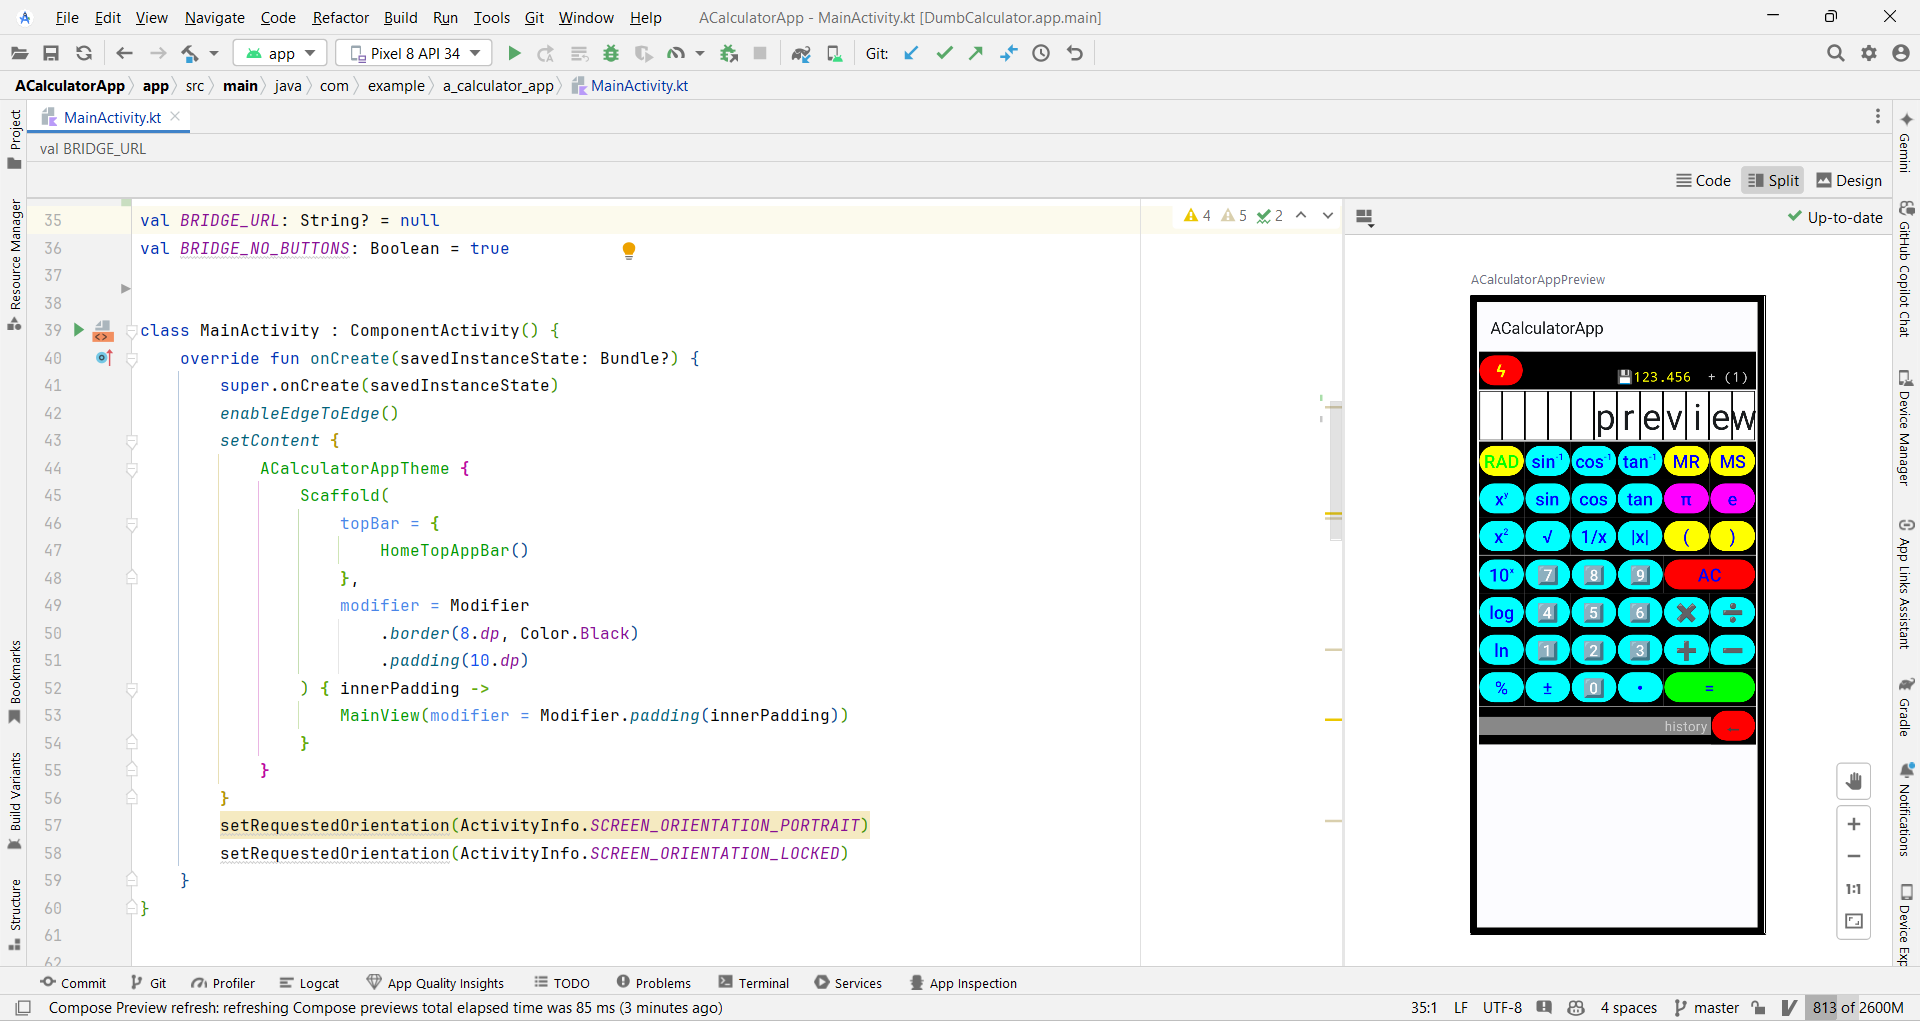 File Edit View Navigate Code Refactor Build Run Tools Git Window Help ACalculatorApp - MainActivity.kt [DumbCalculator.app.main]
app Pixel 8 API 34 Git:
ACalculatorApp app src main java com example a_calculator_app MainActivity.kt
MainActivity.kt
val BRIDGE_URL
Code Split Design
Project
Resource Manager
Bookmarks
Build Variants
Structure
4 5 2
35 val BRIDGE_URL: String? = null
36 val BRIDGE_NO_BUTTONS: Boolean = true
37
38
39 class MainActivity : ComponentActivity() {
40 override fun onCreate(savedInstanceState: Bundle?) {
41 super.onCreate(savedInstanceState)
42 enableEdgeToEdge()
43 setContent {
44 ACalculatorAppTheme {
45 Scaffold(
46 topBar = {
47 HomeTopAppBar()
48 },
49 modifier = Modifier
50 .border(8.dp, Color.Black)
51 .padding(10.dp)
52 ) { innerPadding ->
53 MainView(modifier = Modifier.padding(innerPadding))
54 }
55 }
56 }
57 setRequestedOrientation(ActivityInfo.SCREEN_ORIENTATION_PORTRAIT)
58 setRequestedOrientation(ActivityInfo.SCREEN_ORIENTATION_LOCKED)
59 }
60 }
61
62
Up-to-date
ACalculatorAppPreview
ACalculatorApp
123.456 + (1)
preview
RAD sin⁻¹ cos⁻¹ tan⁻¹ MR MS
xʸ sin cos tan π e
x² √ 1/x |x| ( )
10ˣ 7 8 9 AC
log 4 5 6 × ÷
ln 1 2 3 + −
% ± 0 • =
history
+
−
1:1
Gemini
GitHub Copilot Chat
Device Manager
App Links Assistant
Gradle
Notifications
Device Exp
Commit Git Profiler Logcat App Quality Insights TODO Problems Terminal Services App Inspection
Compose Preview refresh: refreshing Compose previews total elapsed time was 85 ms (3 minutes ago) 35:1 LF UTF-8 4 spaces master 813 of 2600M